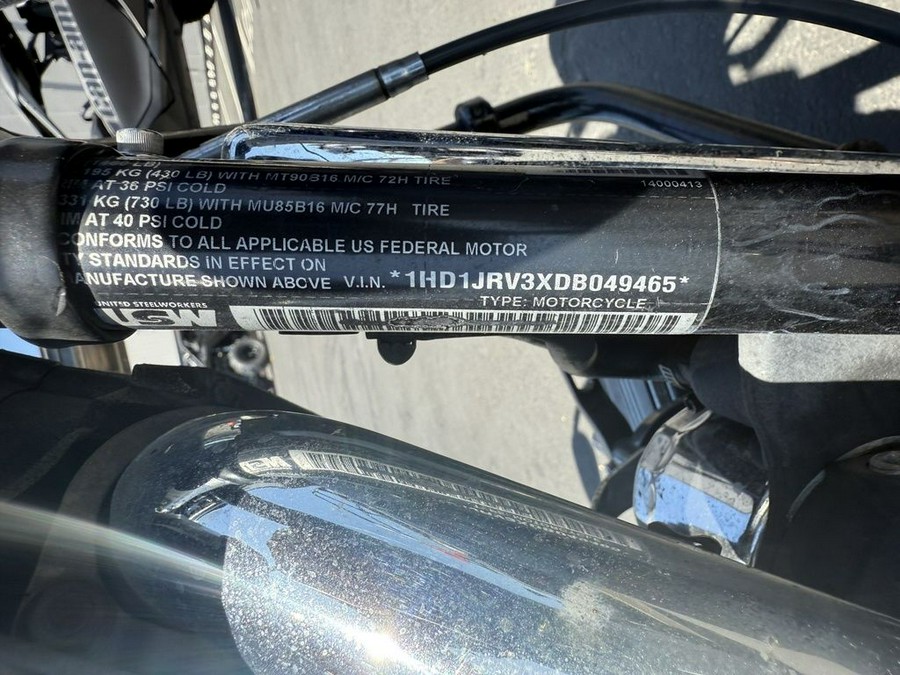 195 KG (430 LB) WITH MT90B16 M/C 72H TIRE
AT 36 PSI COLD
14000413
331 KG (730 LB) WITH MU85B16 M/C 77H TIRE
AT 40 PSI COLD
CONFORMS TO ALL APPLICABLE US FEDERAL MOTOR
TY STANDARDS IN EFFECT ON
ANUFACTURE SHOWN ABOVE V.I.N. *1HD1JRV3XDB049465*
TYPE: MOTORCYCLE
UNITED STEELWORKERS
USW